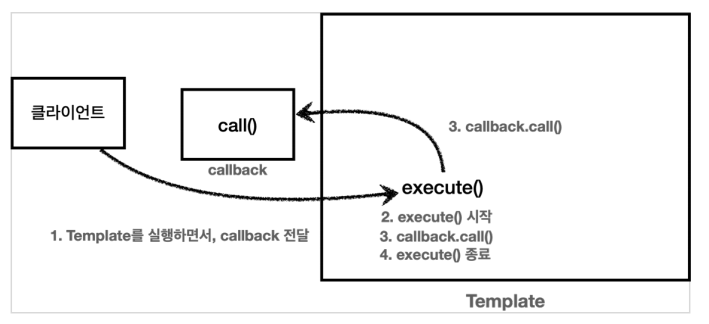 클라이언트
call()
callback
3. callback.call()
execute()
1. Template를 실행하면서, callback 전달
2. execute() 시작
3. callback.call()
4. execute() 종료
Template